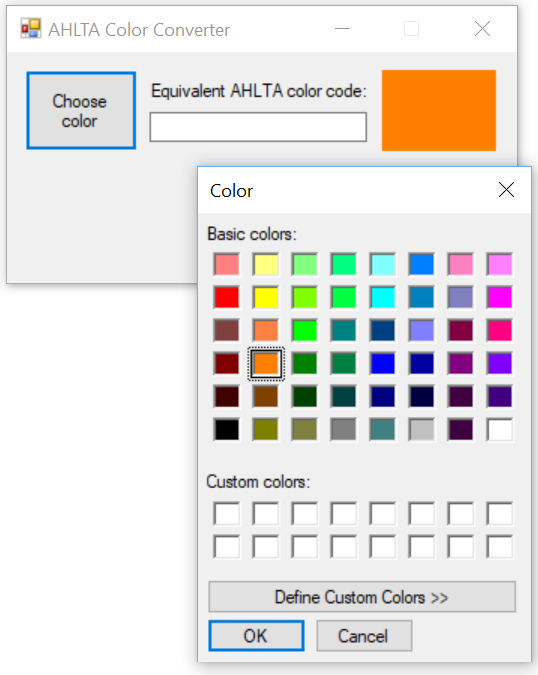 AHLTA Color Converter
Choose
color
Equivalent AHLTA color code:
Color
Basic colors:
Custom colors:
Define Custom Colors >>
OK
Cancel